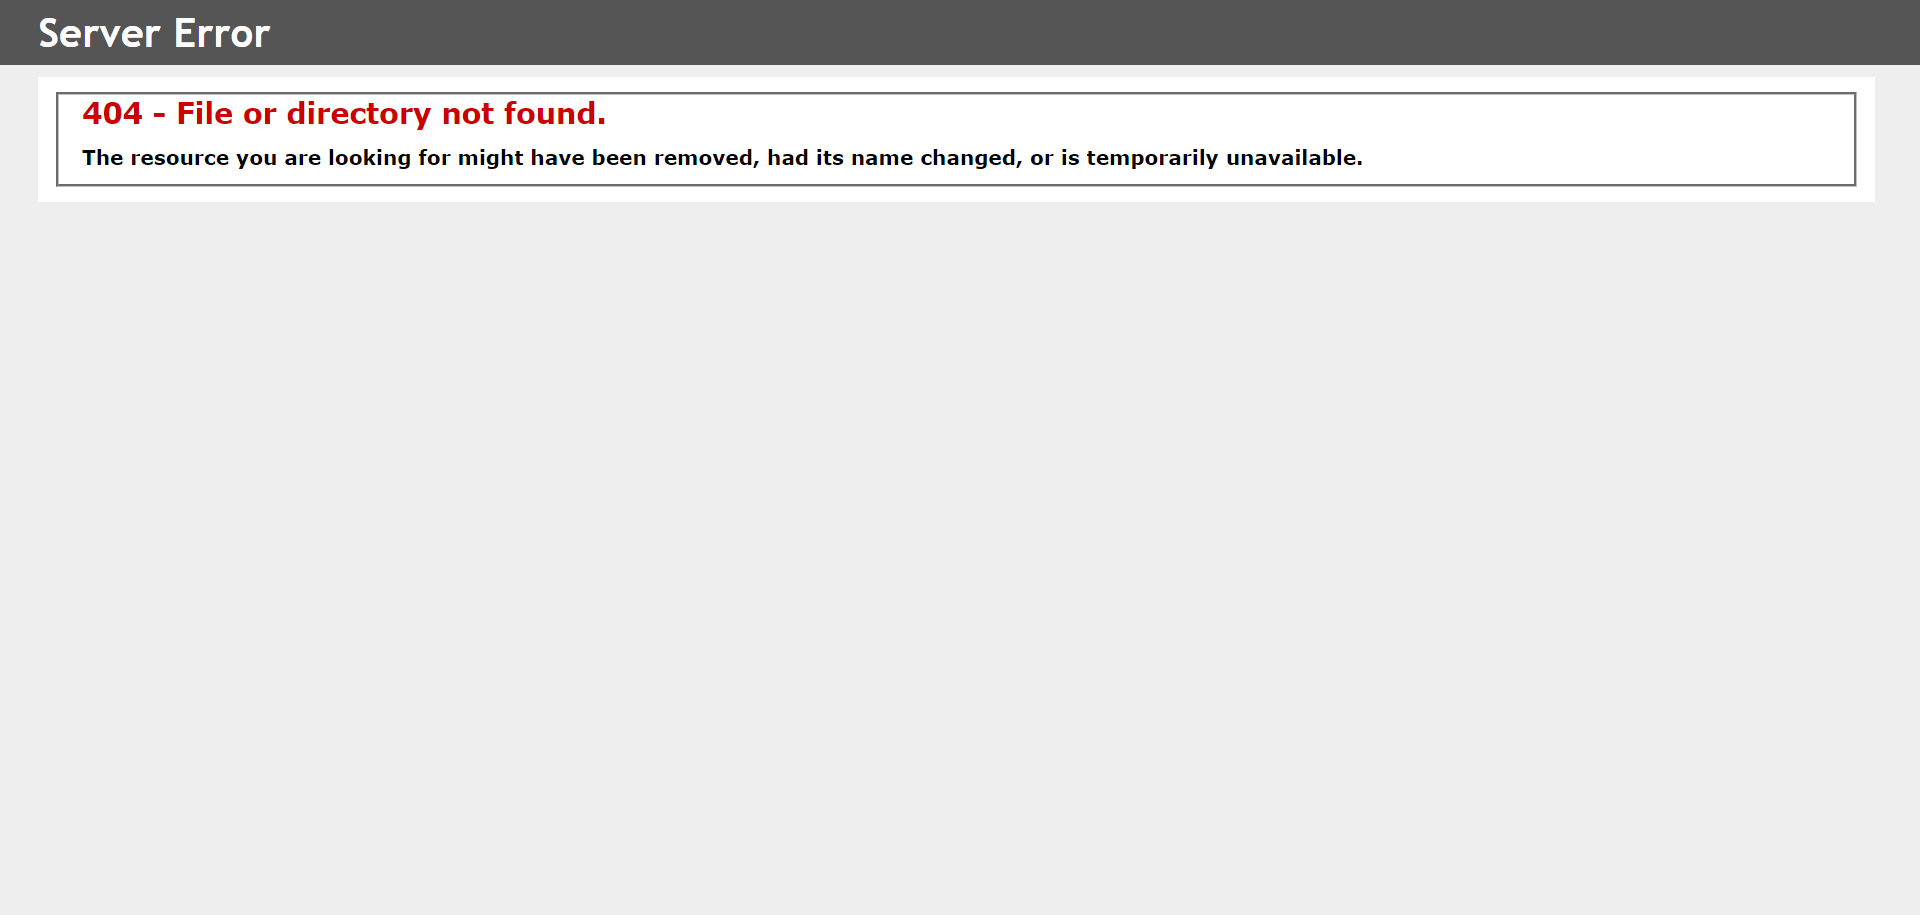 Server Error
404 - File or directory not found.
The resource you are looking for might have been removed, had its name changed, or is temporarily unavailable.